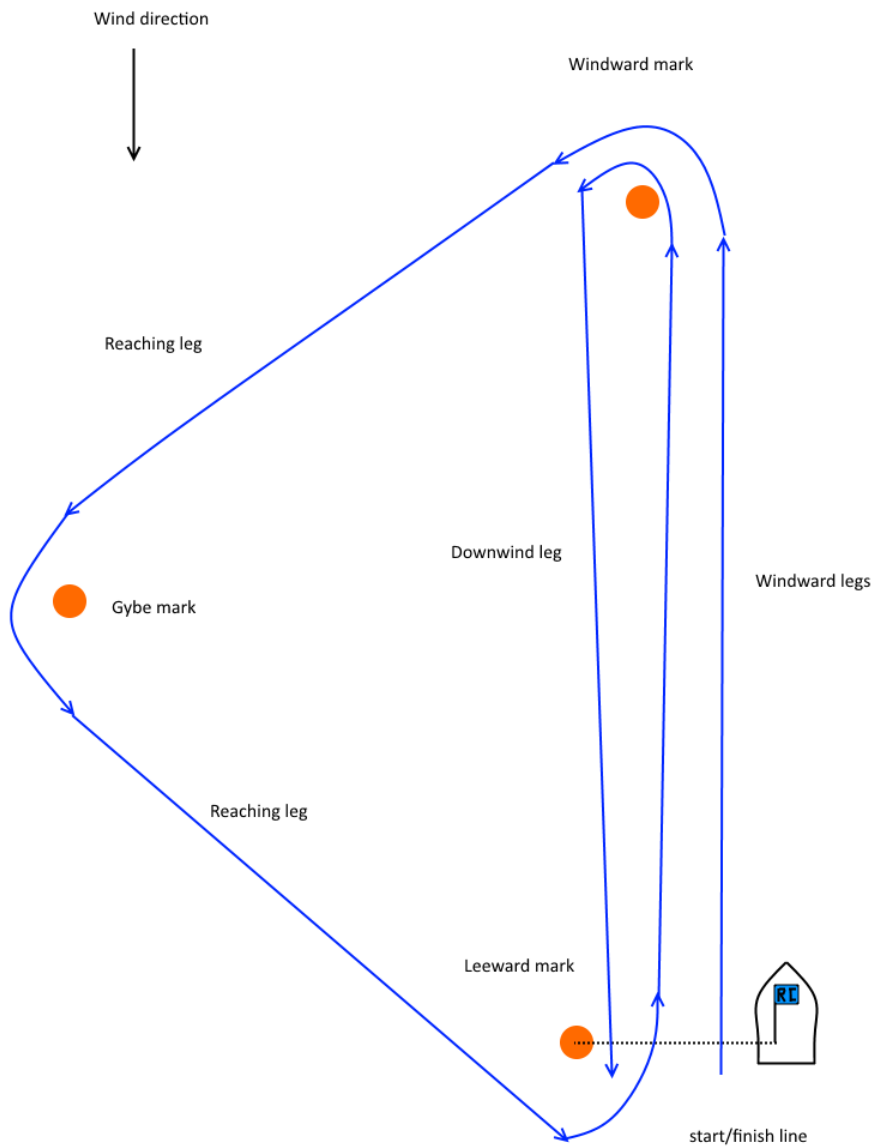 Wind direction
Windward mark
Reaching leg
Downwind leg
Windward legs
Gybe mark
Reaching leg
Leeward mark
RC
start/finish line